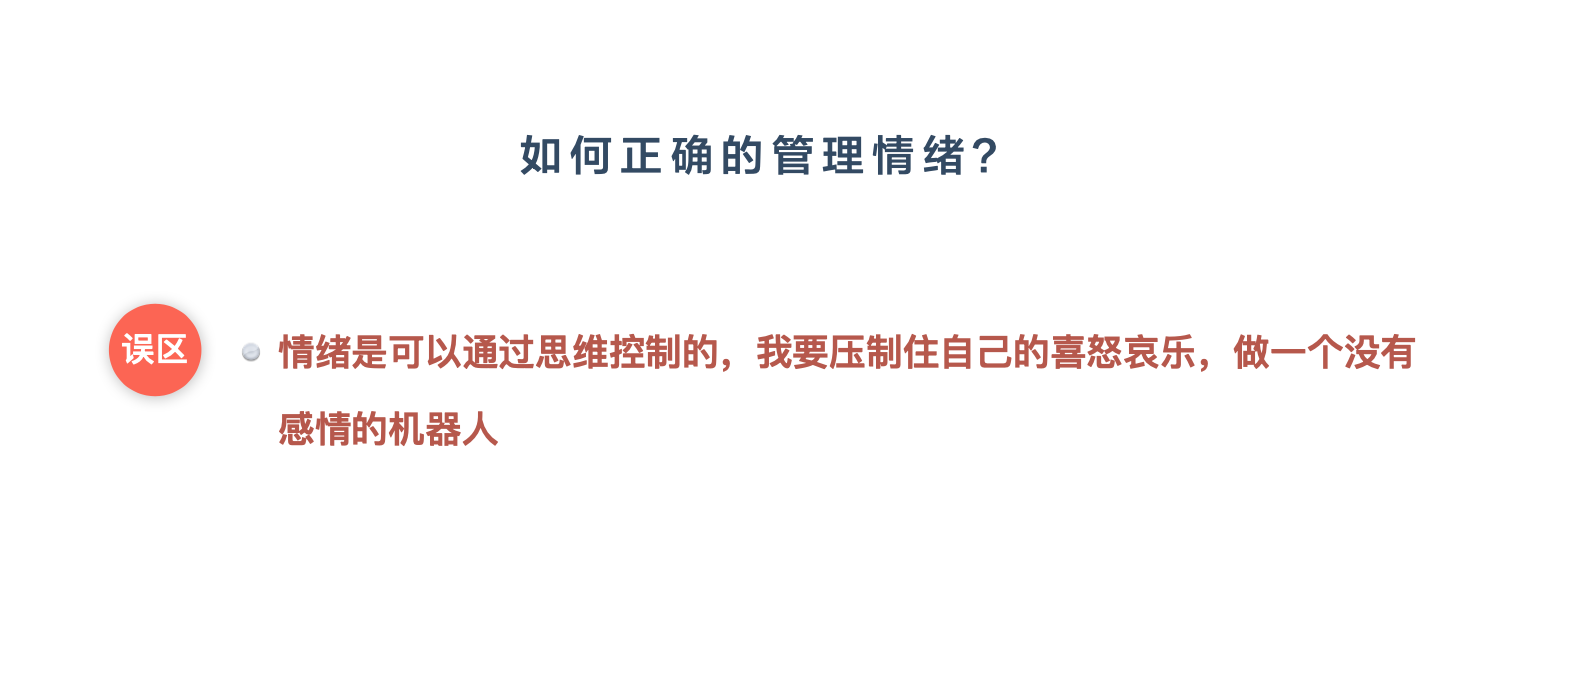 如何正确的管理情绪？
误区
情绪是可以通过思维控制的，我要压制住自己的喜怒哀乐，做一个没有
感情的机器人